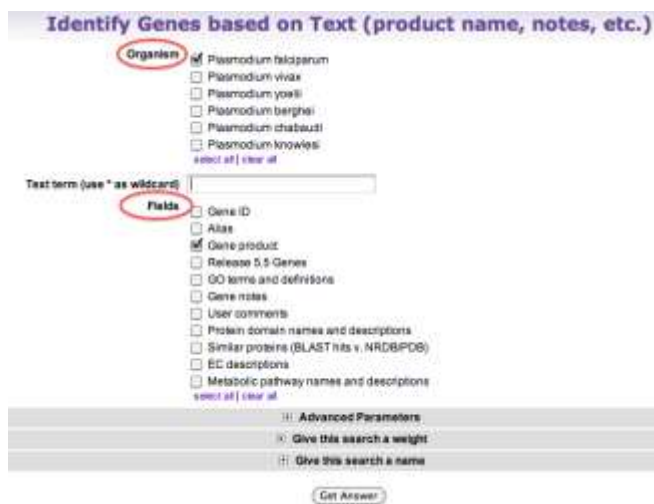 Identify Genes based on Text (product name, notes, etc.)
Organism
Plasmodium falciparum
Plasmodium vivax
Plasmodium yoelii
Plasmodium berghei
Plasmodium chabaudi
Plasmodium knowlesi
select all | clear all
Text term (use * as wildcard)
Fields
Gene ID
Alias
Gene product
Release 5.5 Genes
GO terms and definitions
Gene notes
User comments
Protein domain names and descriptions
Similar proteins (BLAST hits v. NRDB/PDB)
EC descriptions
Metabolic pathway names and descriptions
select all | clear all
Advanced Parameters
Give this search a weight
Give this search a name
Get Answer